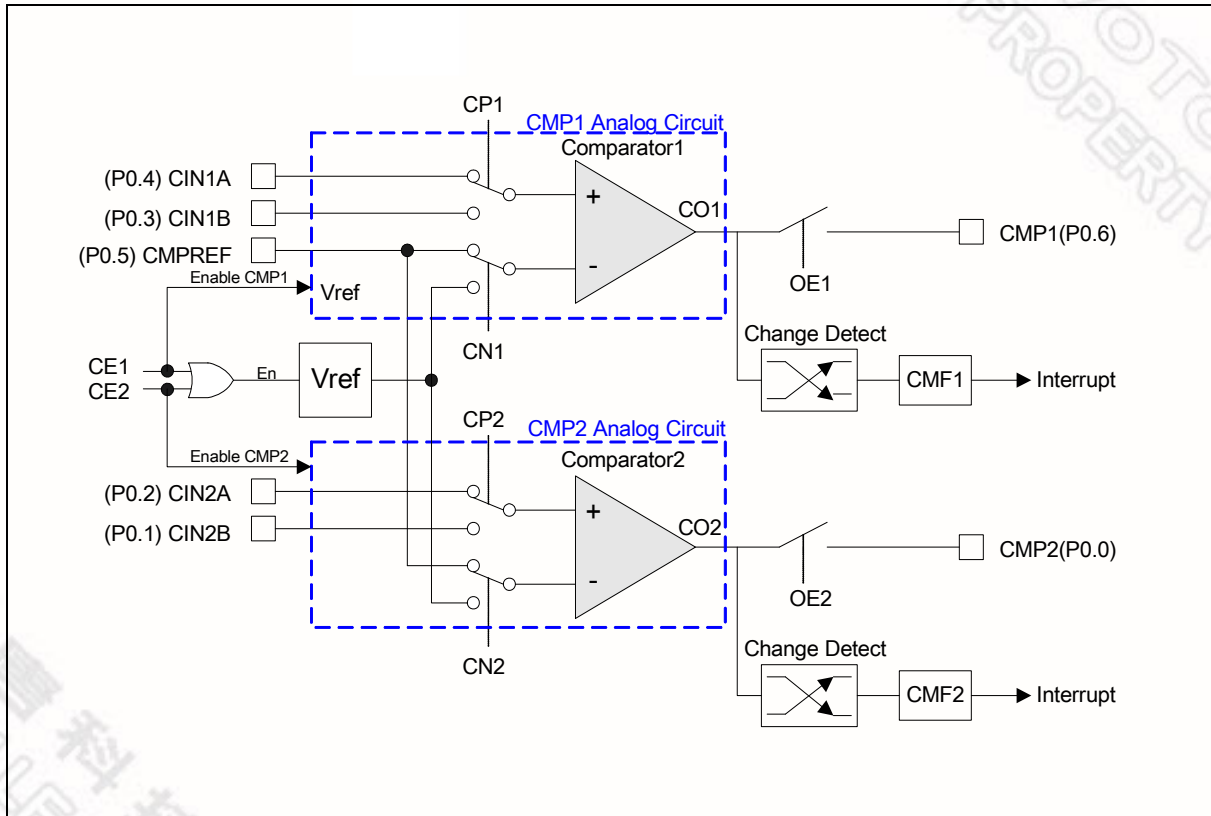 CP1
CMP1 Analog Circuit
Comparator1
(P0.4) CIN1A
(P0.3) CIN1B
(P0.5) CMPREF
+
-
CO1
CMP1(P0.6)
OE1
Enable CMP1
Vref
CN1
Change Detect
CMF1
Interrupt
CE1
CE2
En
Vref
CP2
CMP2 Analog Circuit
Comparator2
Enable CMP2
(P0.2) CIN2A
(P0.1) CIN2B
+
-
CO2
CMP2(P0.0)
OE2
CN2
Change Detect
CMF2
Interrupt
PROPERTY